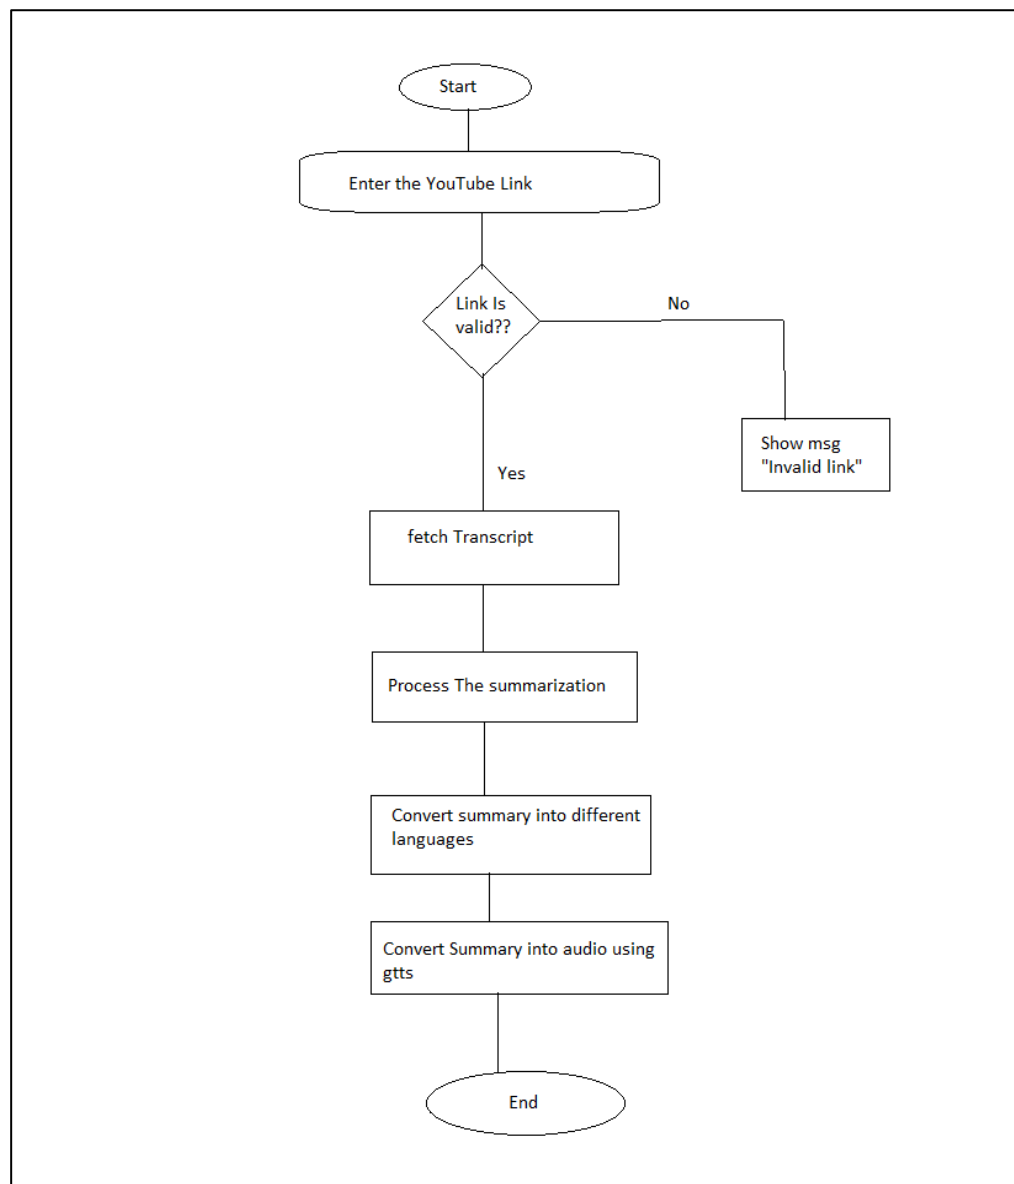 Start
Enter the YouTube Link
Link Is
valid??
No
Show msg
"Invalid link"
Yes
fetch Transcript
Process The summarization
Convert summary into different
languages
Convert Summary into audio using
gtts
End